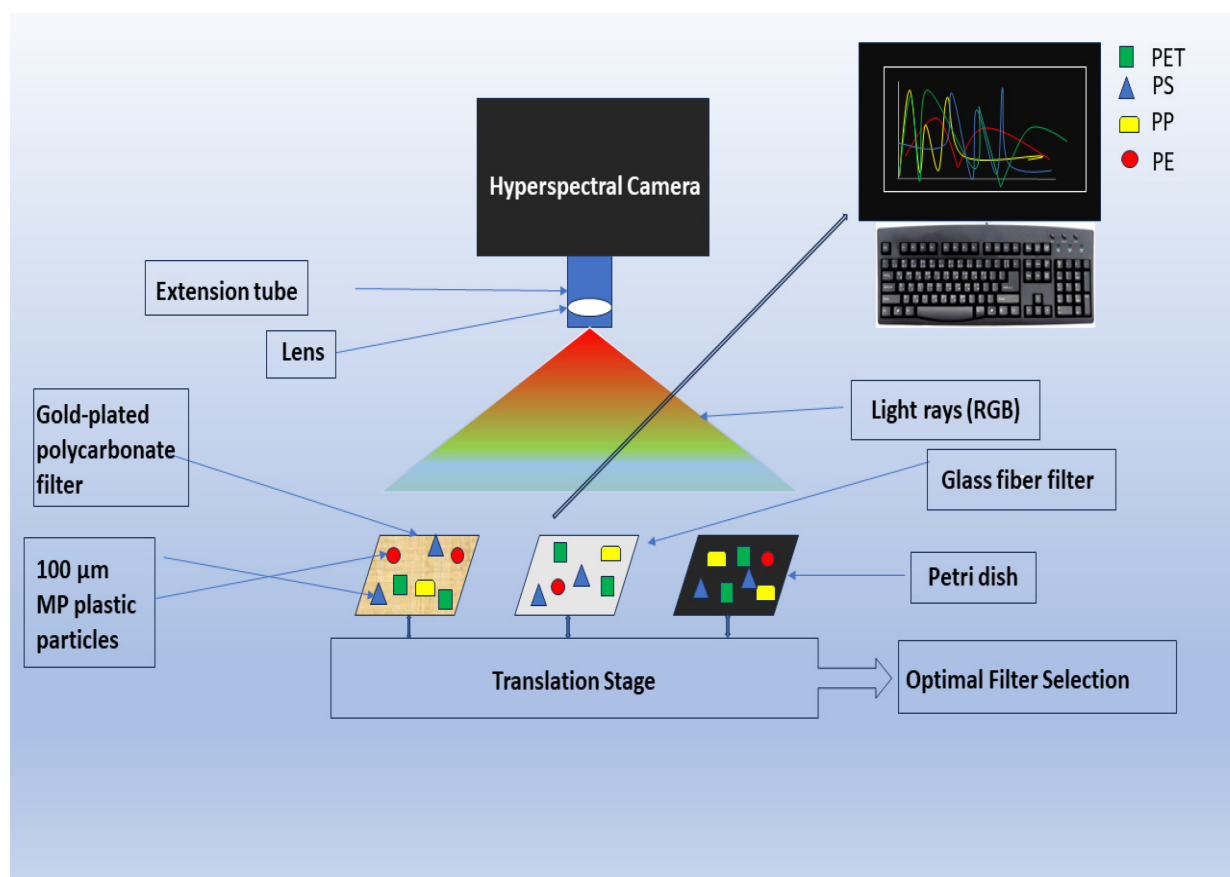 PET
PS
PP
PE
Hyperspectral Camera
Extension tube
Lens
Gold-plated
polycarbonate
filter
Light rays (RGB)
Glass fiber filter
100 µm
MP plastic
particles
Petri dish
Translation Stage
Optimal Filter Selection